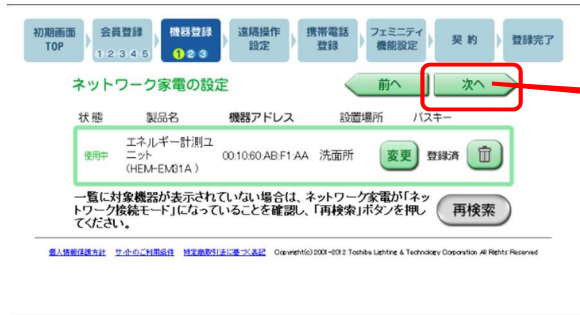 初期画面 会員登録 機器登録 遠隔操作 携帯電話 フェミニティ 契約 登録完了
TOP 1 2 3 4 5 1 2 3 設定 登録 機能設定
ネットワーク家電の設定 前へ 次へ
状態 製品名 機器アドレス 設置場所 パスキー
使用中 エネルギー計測ユ
ニット 00:10:60:AB:F1:AA 洗面所 変更 登録済
(HEM-EM31A)
一覧に対象機器が表示されていない場合は、ネットワーク家電が「ネッ
トワーク接続モード」になっていることを確認し、「再検索」ボタンを押し 再検索
てください。
個人情報保護方針 サイトのご利用条件 特定商取引法に基づく表記 Copyright(c) 2001-2012 Toshiba Lighting & Technology Corporation All Rights Reserved